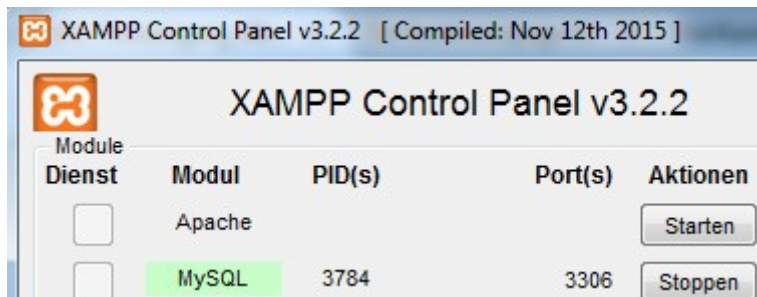 XAMPP Control Panel v3.2.2 [ Compiled: Nov 12th 2015 ]
XAMPP Control Panel v3.2.2
Module
Dienst Modul PID(s) Port(s) Aktionen
Apache Starten
MySQL 3784 3306 Stoppen